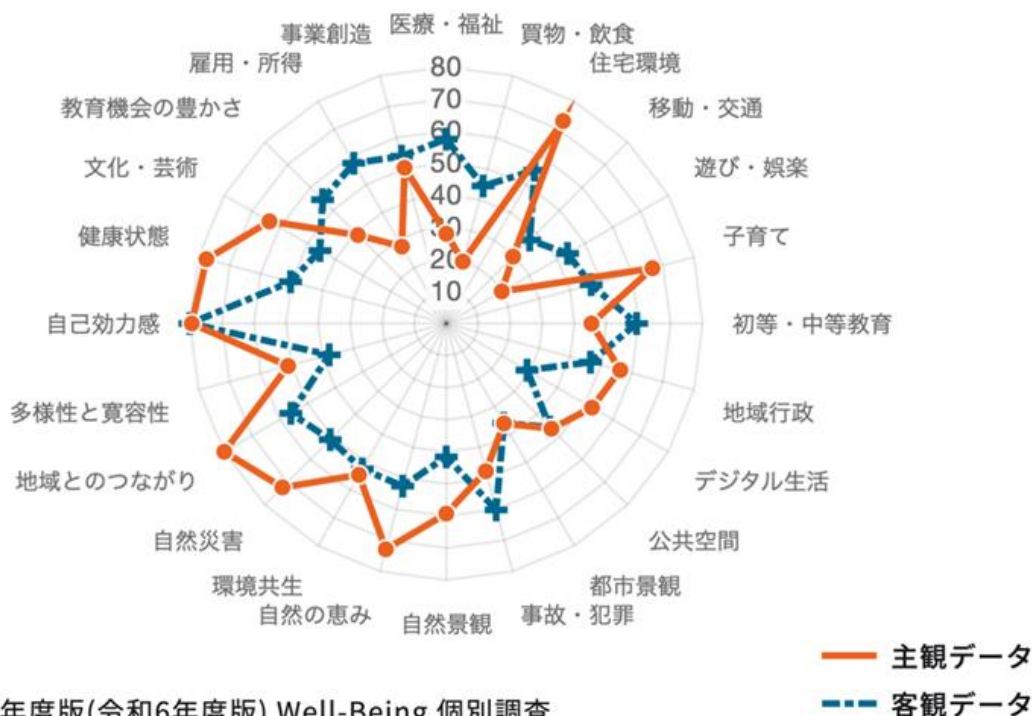 医療・福祉
買物・飲食
住宅環境
移動・交通
遊び・娯楽
子育て
初等・中等教育
地域行政
デジタル生活
公共空間
都市景観
事故・犯罪
自然景観
自然の恵み
環境共生
自然災害
地域とのつながり
多様性と寛容性
自己効力感
健康状態
文化・芸術
教育機会の豊かさ
雇用・所得
事業創造
80
70
60
50
40
30
20
10
主観データ
客観データ
年度版(令和6年度版) Well-Being 個別調査